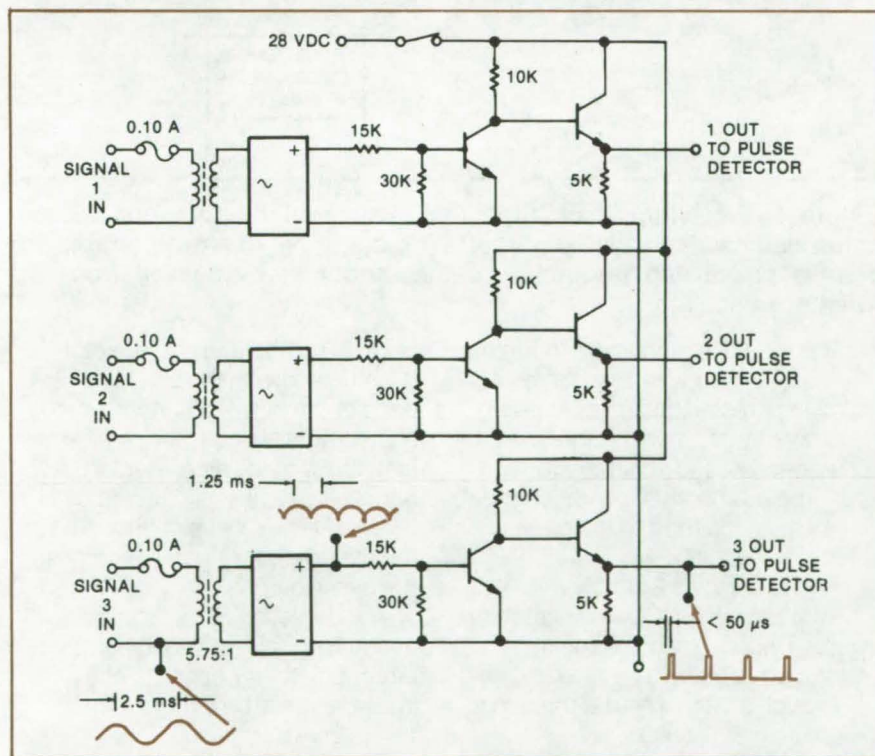 28 VDC
10K
0.10 A
15K
SIGNAL
1
IN
~
+
-
30K
5K
1 OUT
TO PULSE
DETECTOR
10K
0.10 A
15K
SIGNAL
2
IN
~
+
-
30K
5K
2 OUT
TO PULSE
DETECTOR
1.25 ms
10K
0.10 A
15K
SIGNAL
3
IN
~
+
-
30K
5K
3 OUT
TO PULSE
DETECTOR
5.75:1
< 50 μs
2.5 ms